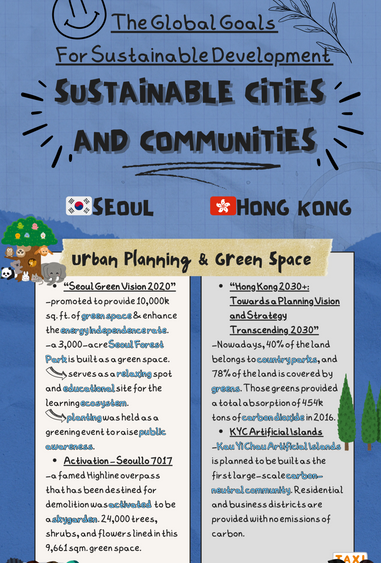 The Global Goals
For Sustainable Development
SUSTAINABLE CITIES
AND COMMUNITIES
SEOUL
HONG KONG
Urban Planning & Green Space
• "Seoul Green Vision 2020"
-promoted to provide 10,000k
sq. ft. of green space & enhance
the energy independence rate.
-a 3,000-acre Seoul Forest
Park is built as a green space.
serves as a relaxing spot
and educational site for the
learning ecosystem.
planting was held as a
greening event to raise public
awareness.
• Activation - Seoullo 7017
-a famed Highline overpass
that has been destined for
demolition was activated to be
a skygarden. 24,000 trees,
shrubs, and flowers lined in this
9,661 sqm. green space.
• "Hong Kong 2030+:
Towards a Planning Vision
and Strategy
Transcending 2030"
-Nowadays, 40% of the land
belongs to country parks, and
78% of the land is covered by
greens. Those greens provided
a total absorption of 454k
tons of carbon dioxide in 2016.
• KYC Artificial Islands
-Kau Yi Chau Artificial Islands
is planned to be built as the
first large-scale carbon-
neutral community. Residential
and business districts are
provided with no emissions of
carbon.
TAXI